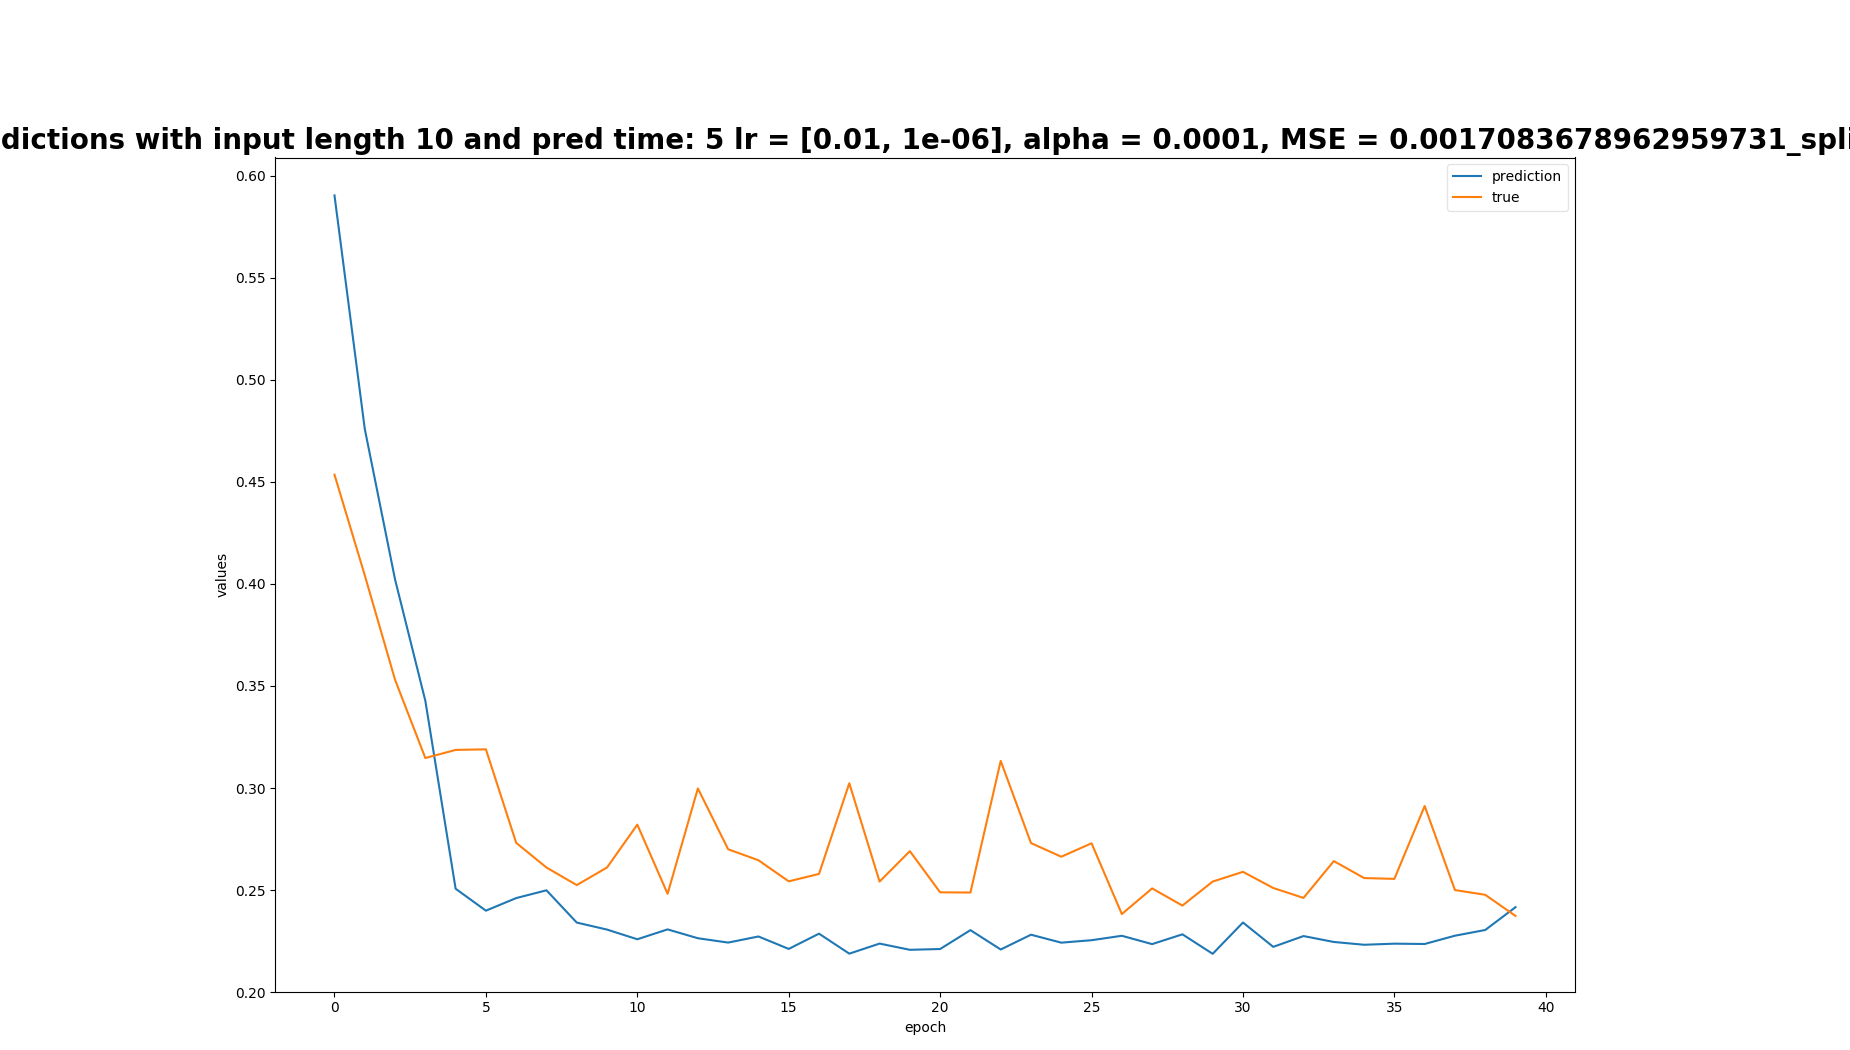 dictions with input length 10 and pred time: 5 lr = [0.01, 1e-06], alpha = 0.0001, MSE = 0.0017083678962959731_spli
prediction
true
0.60
0.55
0.50
0.45
0.40
0.35
0.30
0.25
0.20
values
0 5 10 15 20 25 30 35 40
epoch